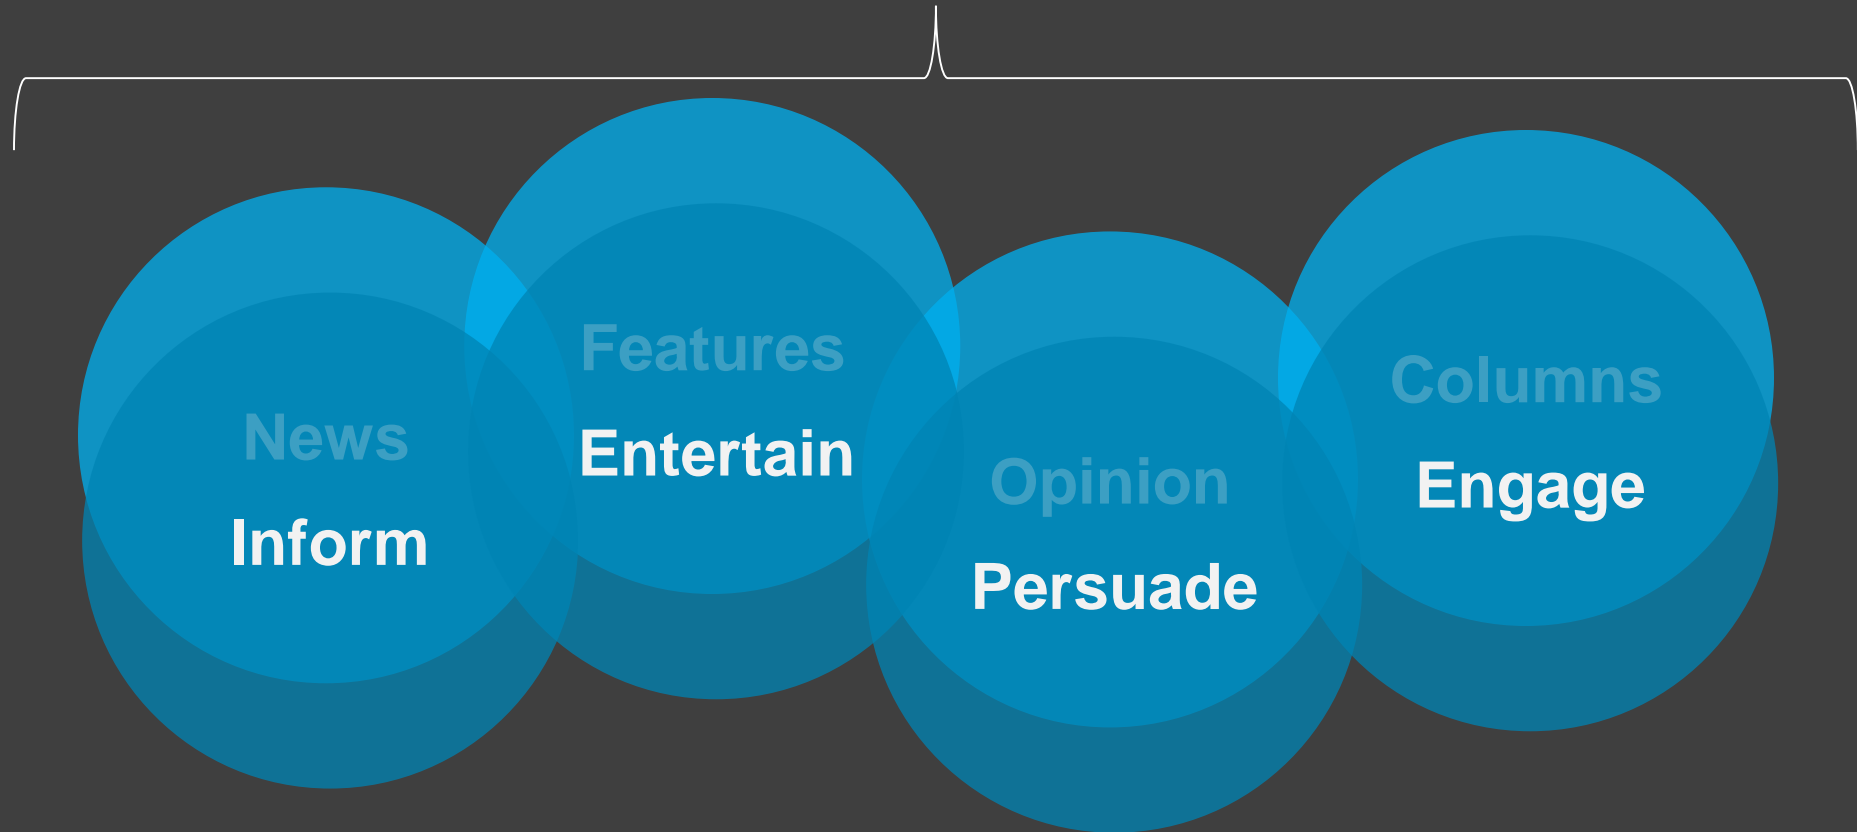 News
Inform
Features
Entertain
Opinion
Persuade
Columns
Engage